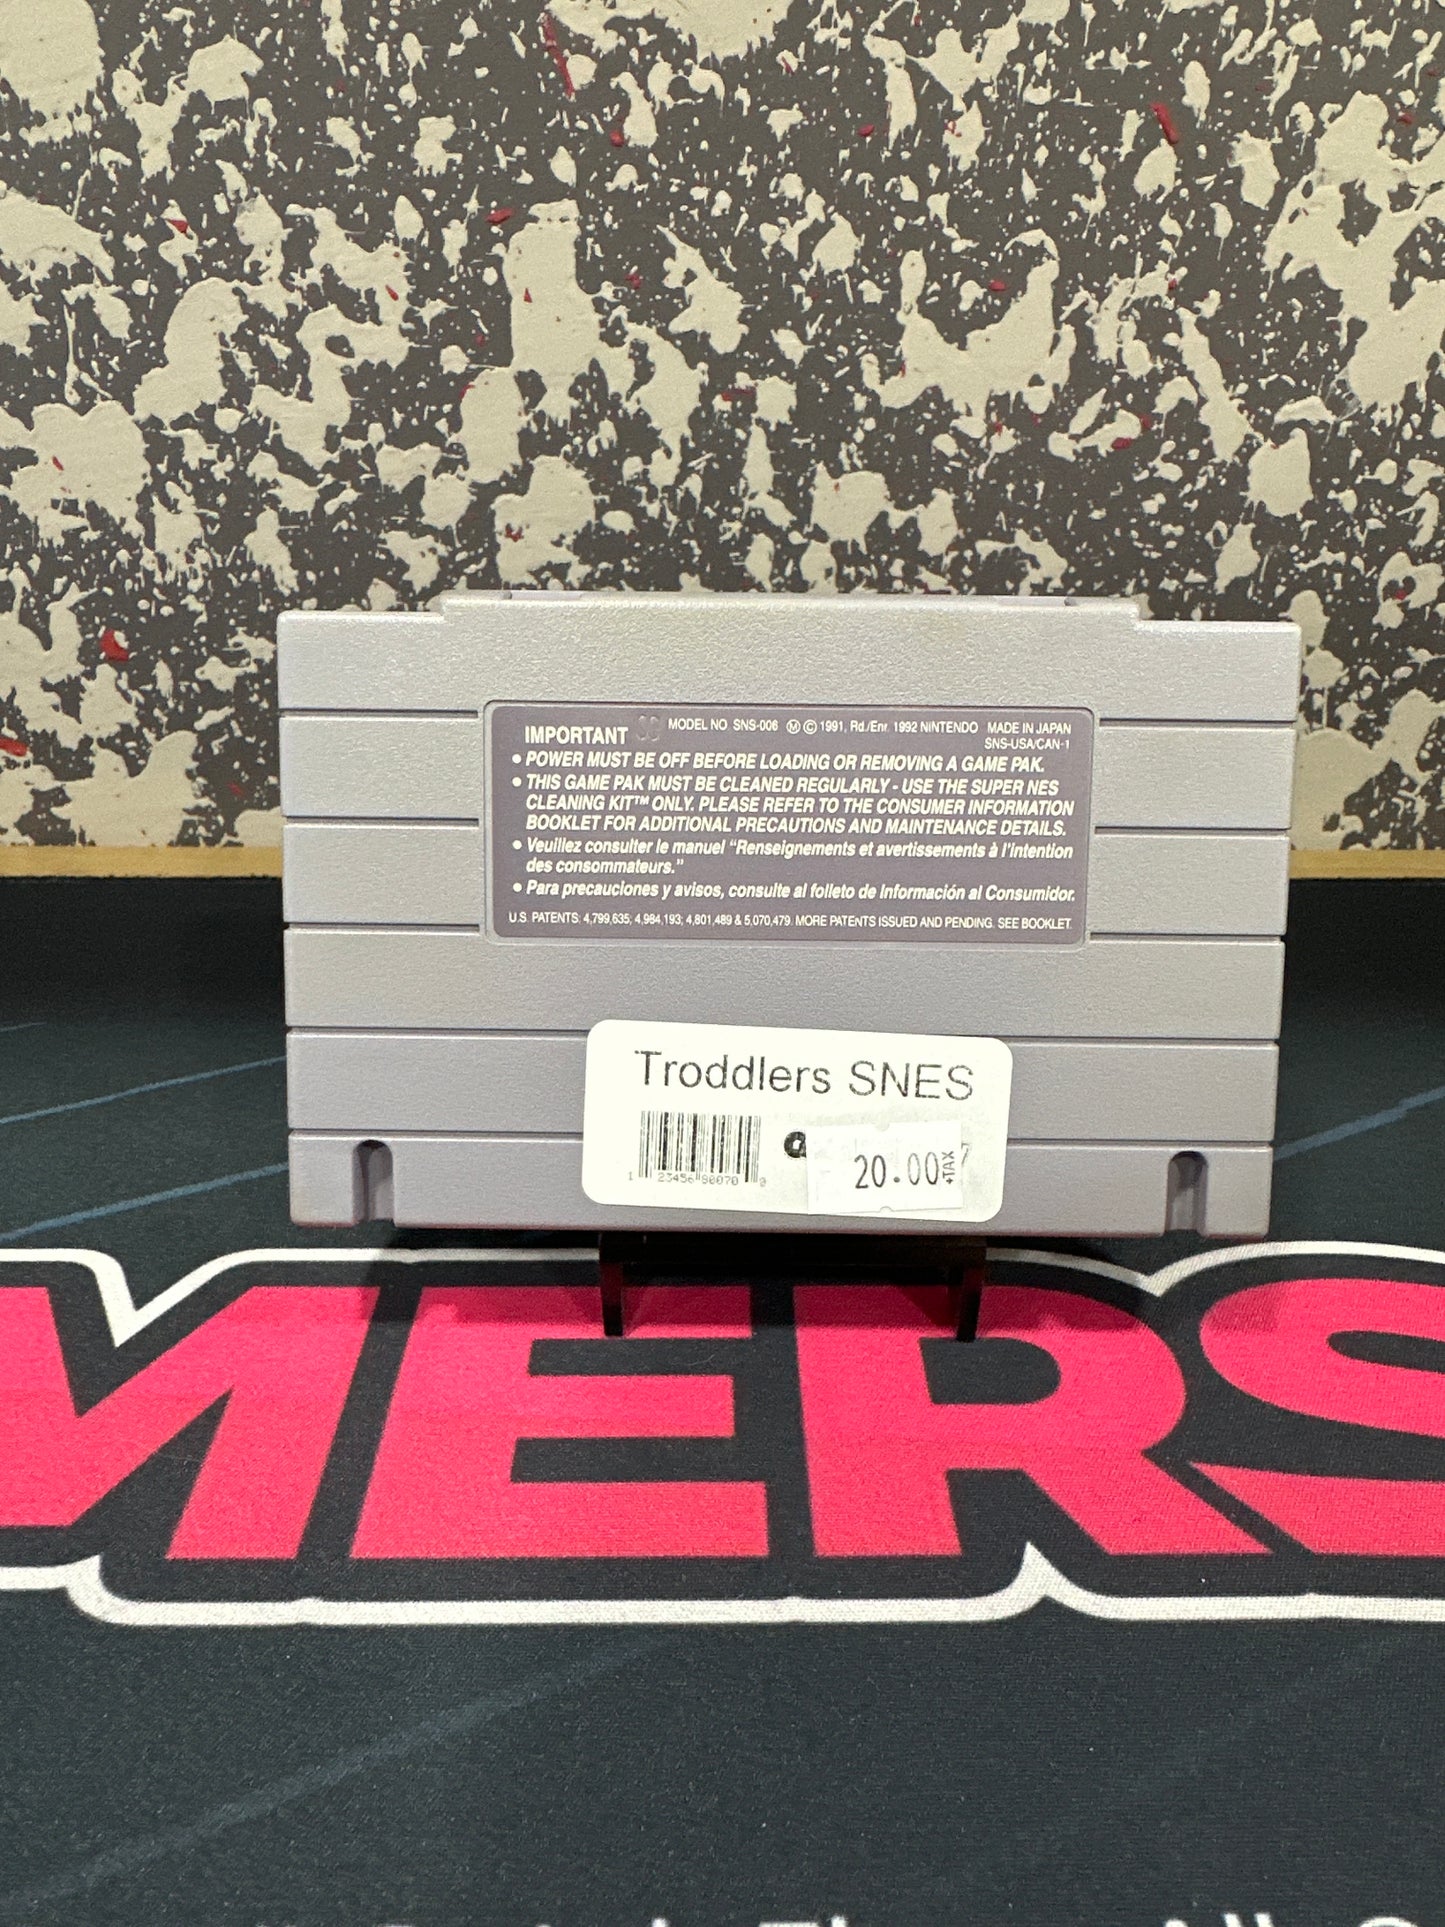 IMPORTANT MODEL NO SNS-006 Ⓜ © 1991, Rd./Enr. 1992 NINTENDO MADE IN JAPAN
SNS-USA/CAN-1
• POWER MUST BE OFF BEFORE LOADING OR REMOVING A GAME PAK.
• THIS GAME PAK MUST BE CLEANED REGULARLY - USE THE SUPER NES
CLEANING KIT™ ONLY. PLEASE REFER TO THE CONSUMER INFORMATION
BOOKLET FOR ADDITIONAL PRECAUTIONS AND MAINTENANCE DETAILS.
• Veuillez consulter le manuel “Renseignements et avertissements à l'intention
des consommateurs.”
• Para precauciones y avisos, consulte al folleto de Información al Consumidor.
U.S. PATENTS: 4,799,635; 4,984,193; 4,801,489 & 5,070,479. MORE PATENTS ISSUED AND PENDING. SEE BOOKLET.
Troddlers SNES
20.00 +TAX
1 23456 90070 0
MERS